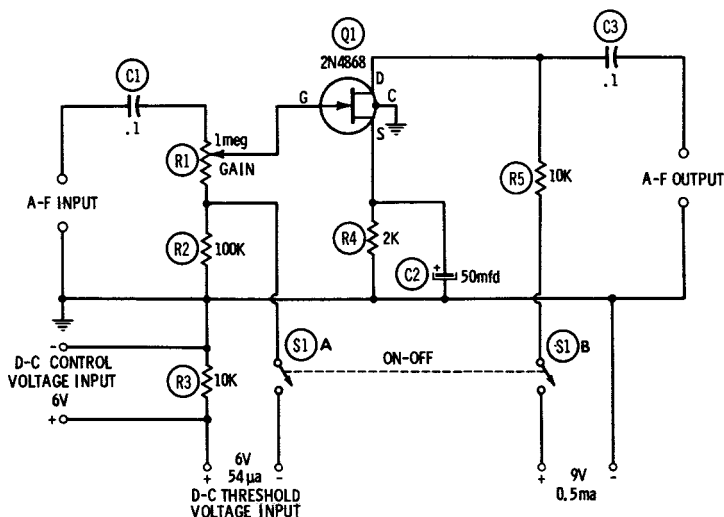 Q1
2N4868
C3
.1
C1
.1
D
C
G
S
1meg
R1
GAIN
A-F INPUT
R5
10K
A-F OUTPUT
R2
100K
R4
2K
+
C2
50mfd
S1 A
ON-OFF
S1 B
-
D-C CONTROL
VOLTAGE INPUT
6V
+
R3
10K
+ 6V -
54μa
D-C THRESHOLD
VOLTAGE INPUT
+ 9V -
0.5ma